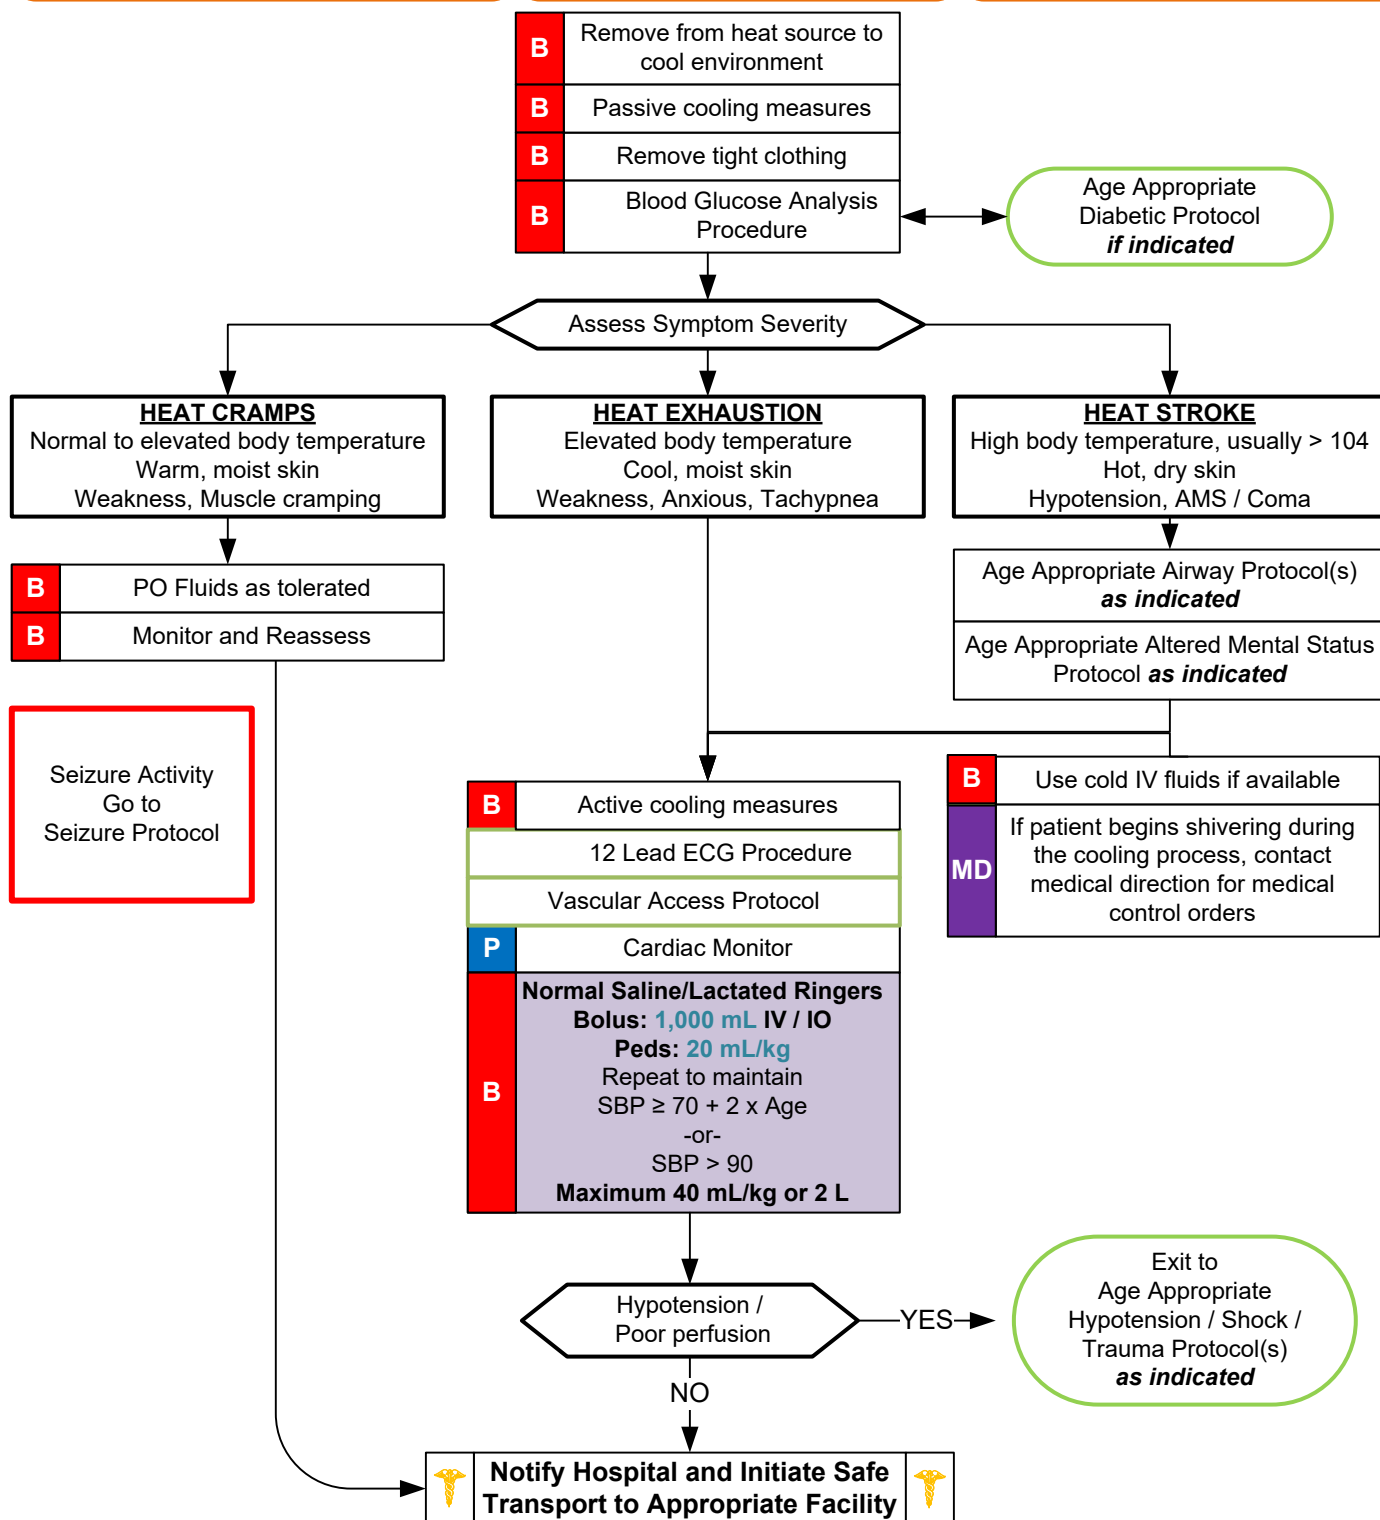 B
Remove from heat source to
cool environment
B
Passive cooling measures
B
Remove tight clothing
B
Blood Glucose Analysis
Procedure
Age Appropriate
Diabetic Protocol
if indicated
Assess Symptom Severity
HEAT CRAMPS
Normal to elevated body temperature
Warm, moist skin
Weakness, Muscle cramping
HEAT EXHAUSTION
Elevated body temperature
Cool, moist skin
Weakness, Anxious, Tachypnea
HEAT STROKE
High body temperature, usually > 104
Hot, dry skin
Hypotension, AMS / Coma
B
PO Fluids as tolerated
B
Monitor and Reassess
Age Appropriate Airway Protocol(s)
as indicated
Age Appropriate Altered Mental Status
Protocol as indicated
Seizure Activity
Go to
Seizure Protocol
B
Active cooling measures
12 Lead ECG Procedure
Vascular Access Protocol
P
Cardiac Monitor
B
Normal Saline/Lactated Ringers
Bolus: 1,000 mL IV / IO
Peds: 20 mL/kg
Repeat to maintain
SBP ≥ 70 + 2 x Age
-or-
SBP > 90
Maximum 40 mL/kg or 2 L
B
Use cold IV fluids if available
MD
If patient begins shivering during
the cooling process, contact
medical direction for medical
control orders
Hypotension /
Poor perfusion
YES
Exit to
Age Appropriate
Hypotension / Shock /
Trauma Protocol(s)
as indicated
NO
Notify Hospital and Initiate Safe
Transport to Appropriate Facility